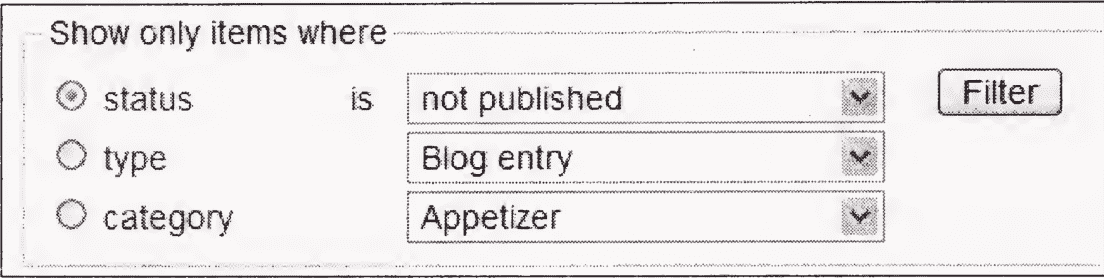 Show only items where
status is not published Filter
type Blog entry
category Appetizer